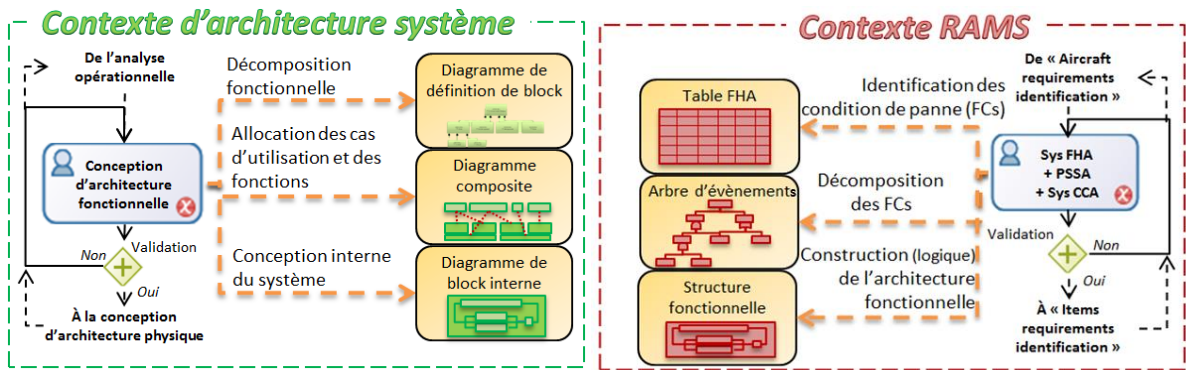 Contexte d'architecture système
De l'analyse
opérationnelle
Conception
d'architecture
fonctionnelle
Validation
Non
Oui
À la conception
d'architecture physique
Décomposition
fonctionnelle
Allocation des cas
d'utilisation et des
fonctions
Conception interne
du système
Diagramme de
définition de block
Diagramme
composite
Diagramme de
block interne
Contexte RAMS
Table FHA
Arbre d'évènements
Structure
fonctionnelle
Identification des
condition de panne (FCs)
Décomposition
des FCs
Construction (logique)
de l'architecture
fonctionnelle
De « Aircraft
requirements
identification »
Sys FHA
+ PSSA
+ Sys CCA
Validation
Non
Oui
À « Items
requirements
identification »